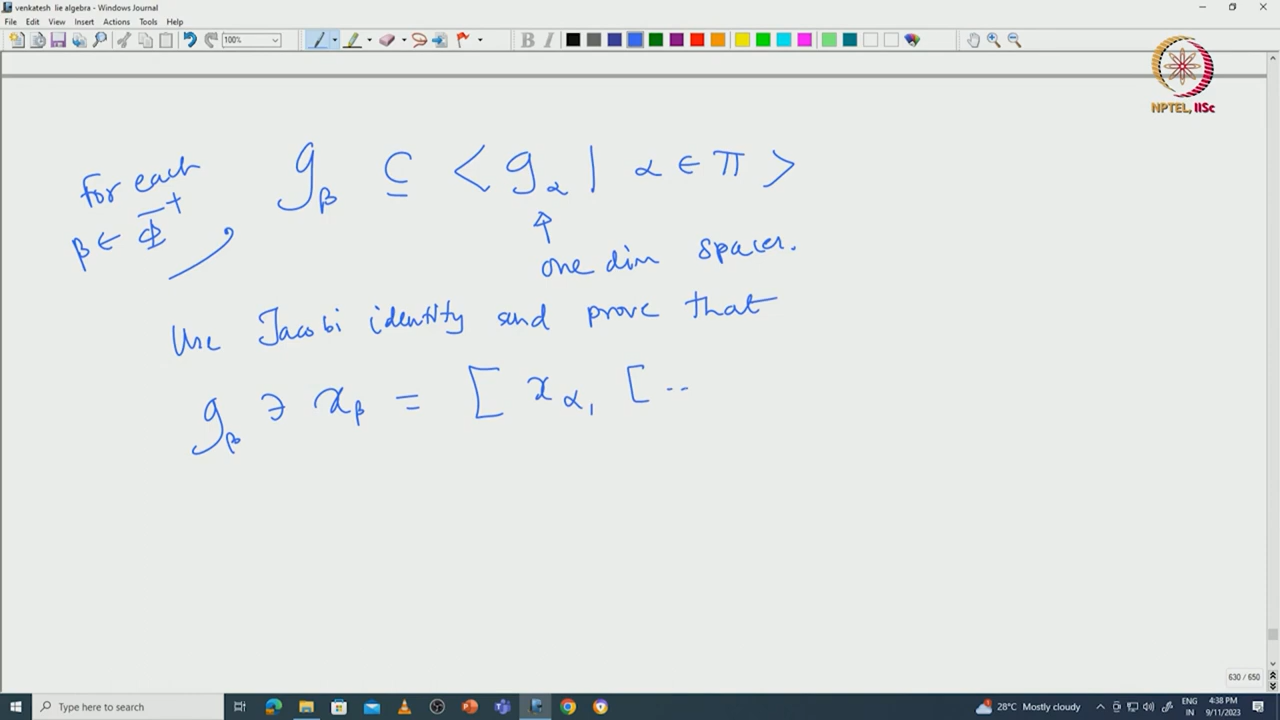 venkatesh lie algebra - Windows Journal
File Edit View Insert Actions Tools Help
100%
B I
NPTEL, IISc
For each β ∈ Φ⁺
g_β ⊆ < g_α | α ∈ π >
one dim spaces.
Use Jacobi identity and prove that
g_β ∋ x_β = [ x_α₁ [ --
630 / 650
Type here to search
28°C Mostly cloudy
ENG
IN
4:38 PM
9/11/2023